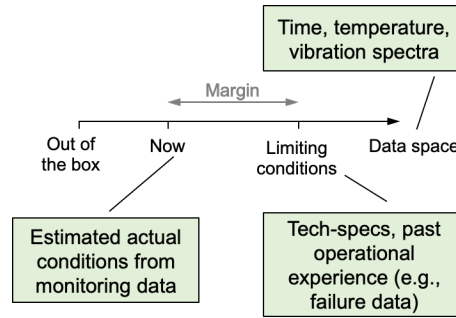 Time, temperature,
vibration spectra
Margin
Out of
the box
Now
Limiting
conditions
Data space
Estimated actual
conditions from
monitoring data
Tech-specs, past
operational
experience (e.g.,
failure data)